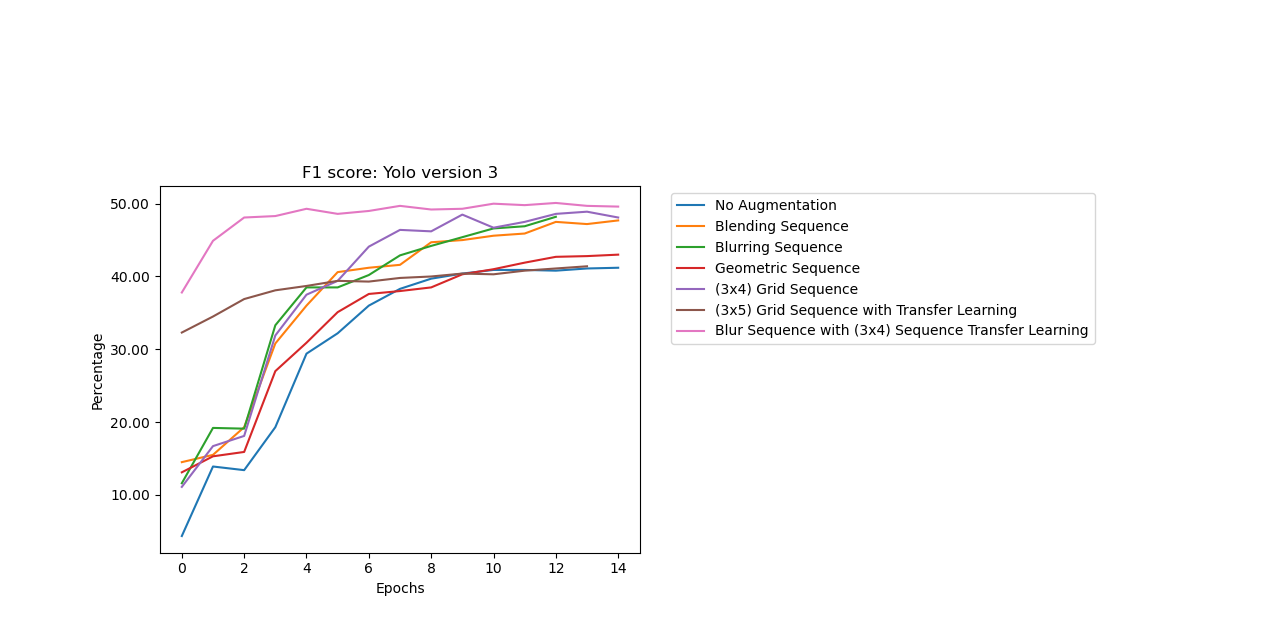 F1 score: Yolo version 3
50.00
40.00
30.00
20.00
10.00
Percentage
0 2 4 6 8 10 12 14
Epochs
No Augmentation
Blending Sequence
Blurring Sequence
Geometric Sequence
(3x4) Grid Sequence
(3x5) Grid Sequence with Transfer Learning
Blur Sequence with (3x4) Sequence Transfer Learning